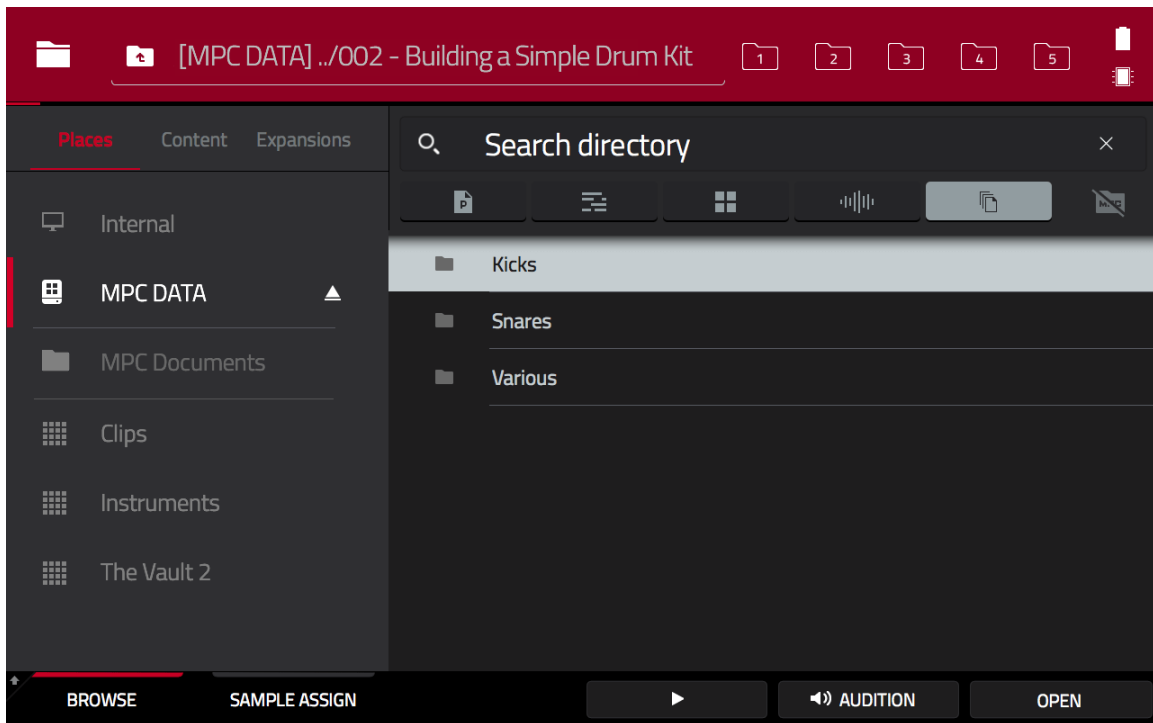 [MPC DATA] ../002 - Building a Simple Drum Kit
1 2 3 4 5
Places Content Expansions
Search directory
P
MPC
Internal
MPC DATA
MPC Documents
Clips
Instruments
The Vault 2
Kicks
Snares
Various
BROWSE SAMPLE ASSIGN AUDITION OPEN